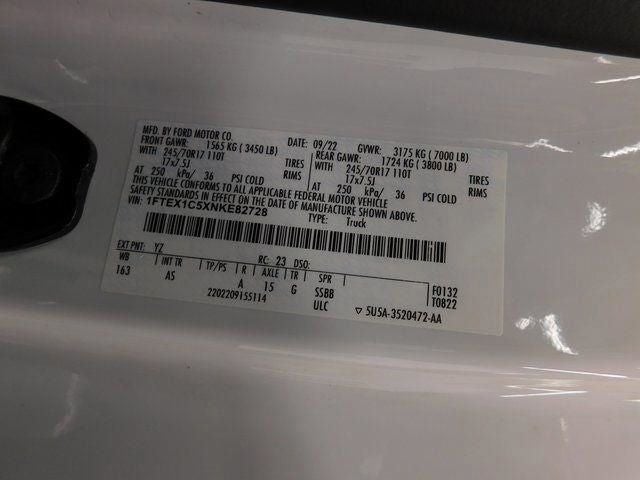 MFD. BY FORD MOTOR CO.
DATE: 09/22 GVWR: 3175 KG ( 7000 LB)
FRONT GAWR: 1565 KG ( 3450 LB) REAR GAWR: 1724 KG ( 3800 LB)
WITH 245/70R17 110T TIRES WITH 245/70R17 110T TIRES
17x7.5J RIMS 17x7.5J RIMS
AT 250 kPa/ 36 PSI COLD AT 250 kPa/ 36 PSI COLD
THIS VEHICLE CONFORMS TO ALL APPLICABLE FEDERAL MOTOR VEHICLE
SAFETY STANDARDS IN EFFECT ON THE DATE OF MANUFACTURE SHOWN ABOVE.
VIN: 1FTEX1C5XNKE82728
TYPE: Truck
EXT PNT: YZ RC: 23 DSO:
WB INT TR TP/PS R AXLE TR SPR
163 AS A 15 G SSBB
F0132
T0822
2202209155114 ULC ▽ 5U5A-3520472-AA